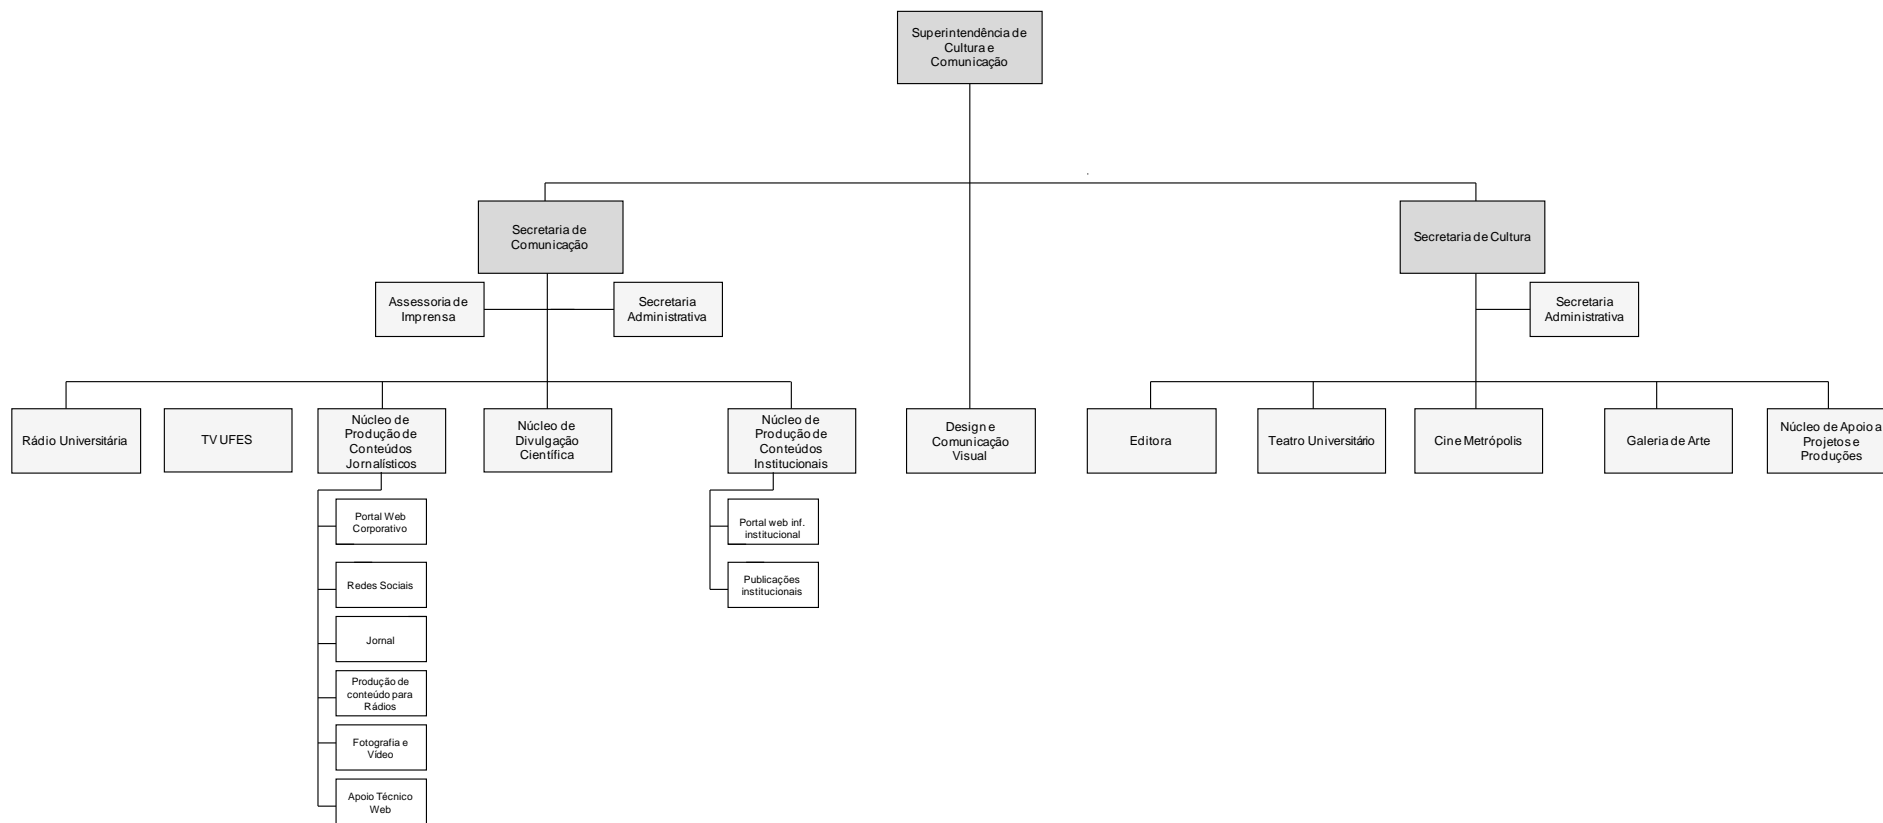 Superintendência de
Cultura e
Comunicação
Secretaria de
Comunicação
Secretaria de Cultura
Assessoria de
Imprensa
Secretaria
Administrativa
Secretaria
Administrativa
Rádio Universitária
TV UFES
Núcleo de
Produção de
Conteúdos
Jornalísticos
Núcleo de
Divulgação
Científica
Núcleo de
Produção de
Conteúdos
Institucionais
Design e
Comunicação
Visual
Editora
Teatro Universitário
Cine Metrópolis
Galeria de Arte
Núcleo de Apoio a
Projetos e
Produções
Portal Web
Corporativo
Redes Sociais
Jornal
Produção de
conteúdo para
Rádios
Fotografia e
Vídeo
Apoio Técnico
Web
Portal web inf.
institucional
Publicações
institucionais